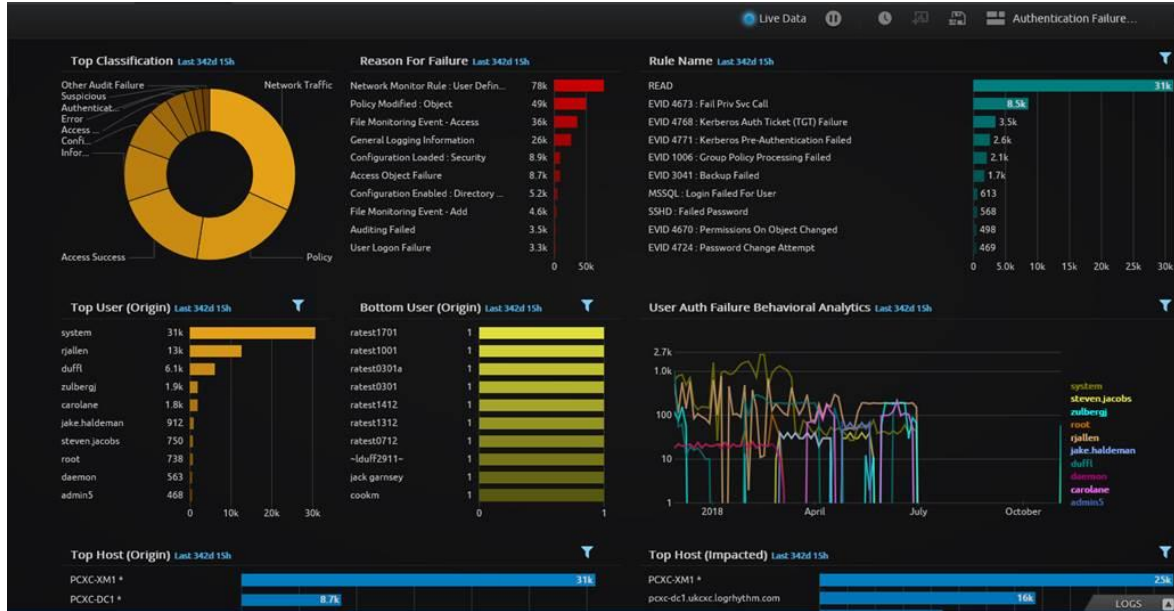 Live Data
Authentication Failure...
Top Classification Last 342d 15h
Other Audit Failure
Suspicious
Authenticat...
Error
Access ...
Confi...
Infor...
Network Traffic
Access Success
Policy
Reason For Failure Last 342d 15h
Network Monitor Rule : User Defin... 78k
Policy Modified : Object 49k
File Monitoring Event - Access 36k
General Logging Information 26k
Configuration Loaded : Security 8.9k
Access Object Failure 8.7k
Configuration Enabled : Directory ... 5.2k
File Monitoring Event - Add 4.6k
Auditing Failed 3.5k
User Logon Failure 3.3k
0 50k
Rule Name Last 342d 15h
READ 31k
EVID 4673 : Fail Priv Svc Call 8.5k
EVID 4768 : Kerberos Auth Ticket (TGT) Failure 3.5k
EVID 4771 : Kerberos Pre-Authentication Failed 2.6k
EVID 1006 : Group Policy Processing Failed 2.1k
EVID 3041 : Backup Failed 1.7k
MSSQL : Login Failed For User 613
SSHD : Failed Password 568
EVID 4670 : Permissions On Object Changed 498
EVID 4724 : Password Change Attempt 469
0 5.0k 10k 15k 20k 25k 30k
Top User (Origin) Last 342d 15h
system 31k
rjallen 13k
duffl 6.1k
zulbergj 1.9k
carolane 1.8k
jake.haldeman 912
steven.jacobs 750
root 738
daemon 563
admin5 468
0 10k 20k 30k
Bottom User (Origin) Last 342d 15h
ratest1701 1
ratest1001 1
ratest0301a 1
ratest0301 1
ratest1412 1
ratest1312 1
ratest0712 1
~lduff2911~ 1
jack garnsey 1
cookm 1
0 1
User Auth Failure Behavioral Analytics Last 342d 15h
2.7k
1.0k
100
10
1
2018 April July October
system
steven.jacobs
zulbergj
root
rjallen
jake.haldeman
duffl
daemon
carolane
admin5
Top Host (Origin) Last 342d 15h
PCXC-XM1 * 31k
PCXC-DC1 * 8.7k
Top Host (Impacted) Last 342d 15h
PCXC-XM1 * 25k
pcxc-dc1.ukcxc.logrhythm.com 16k
LOGS